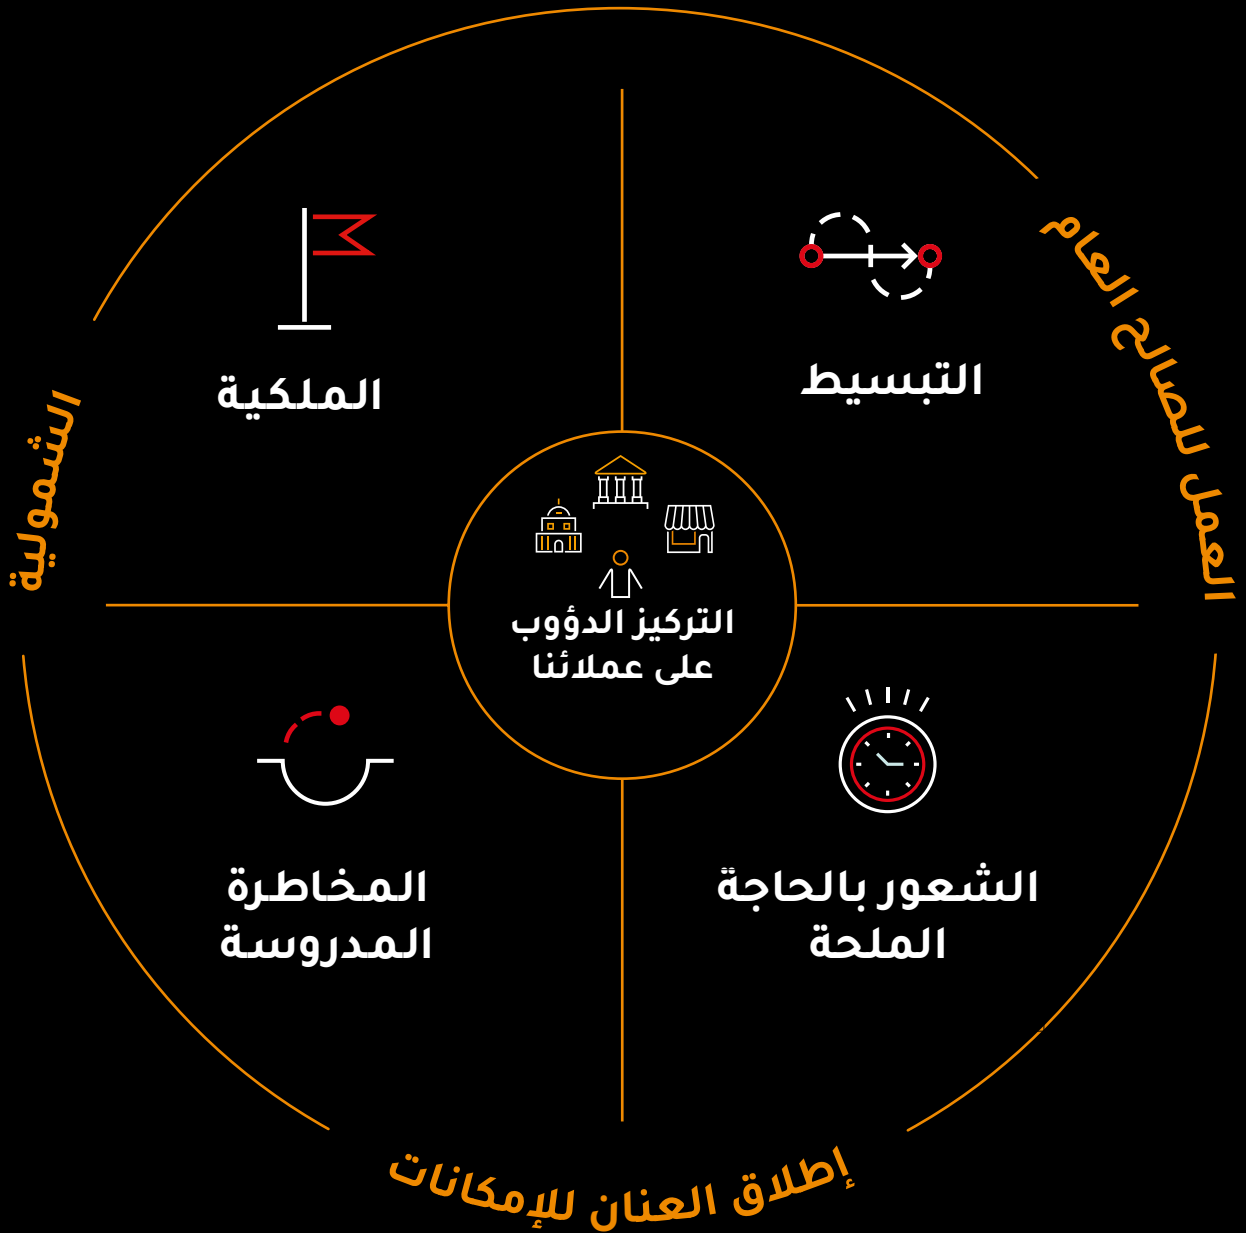 العمل للصالح العام
التبسيط
الملكية
الشمولية
التركيز الدؤوب
على عملائنا
الشعور بالحاجة
الملحة
المخاطرة
المدروسة
إطلاق العنان للإمكانات